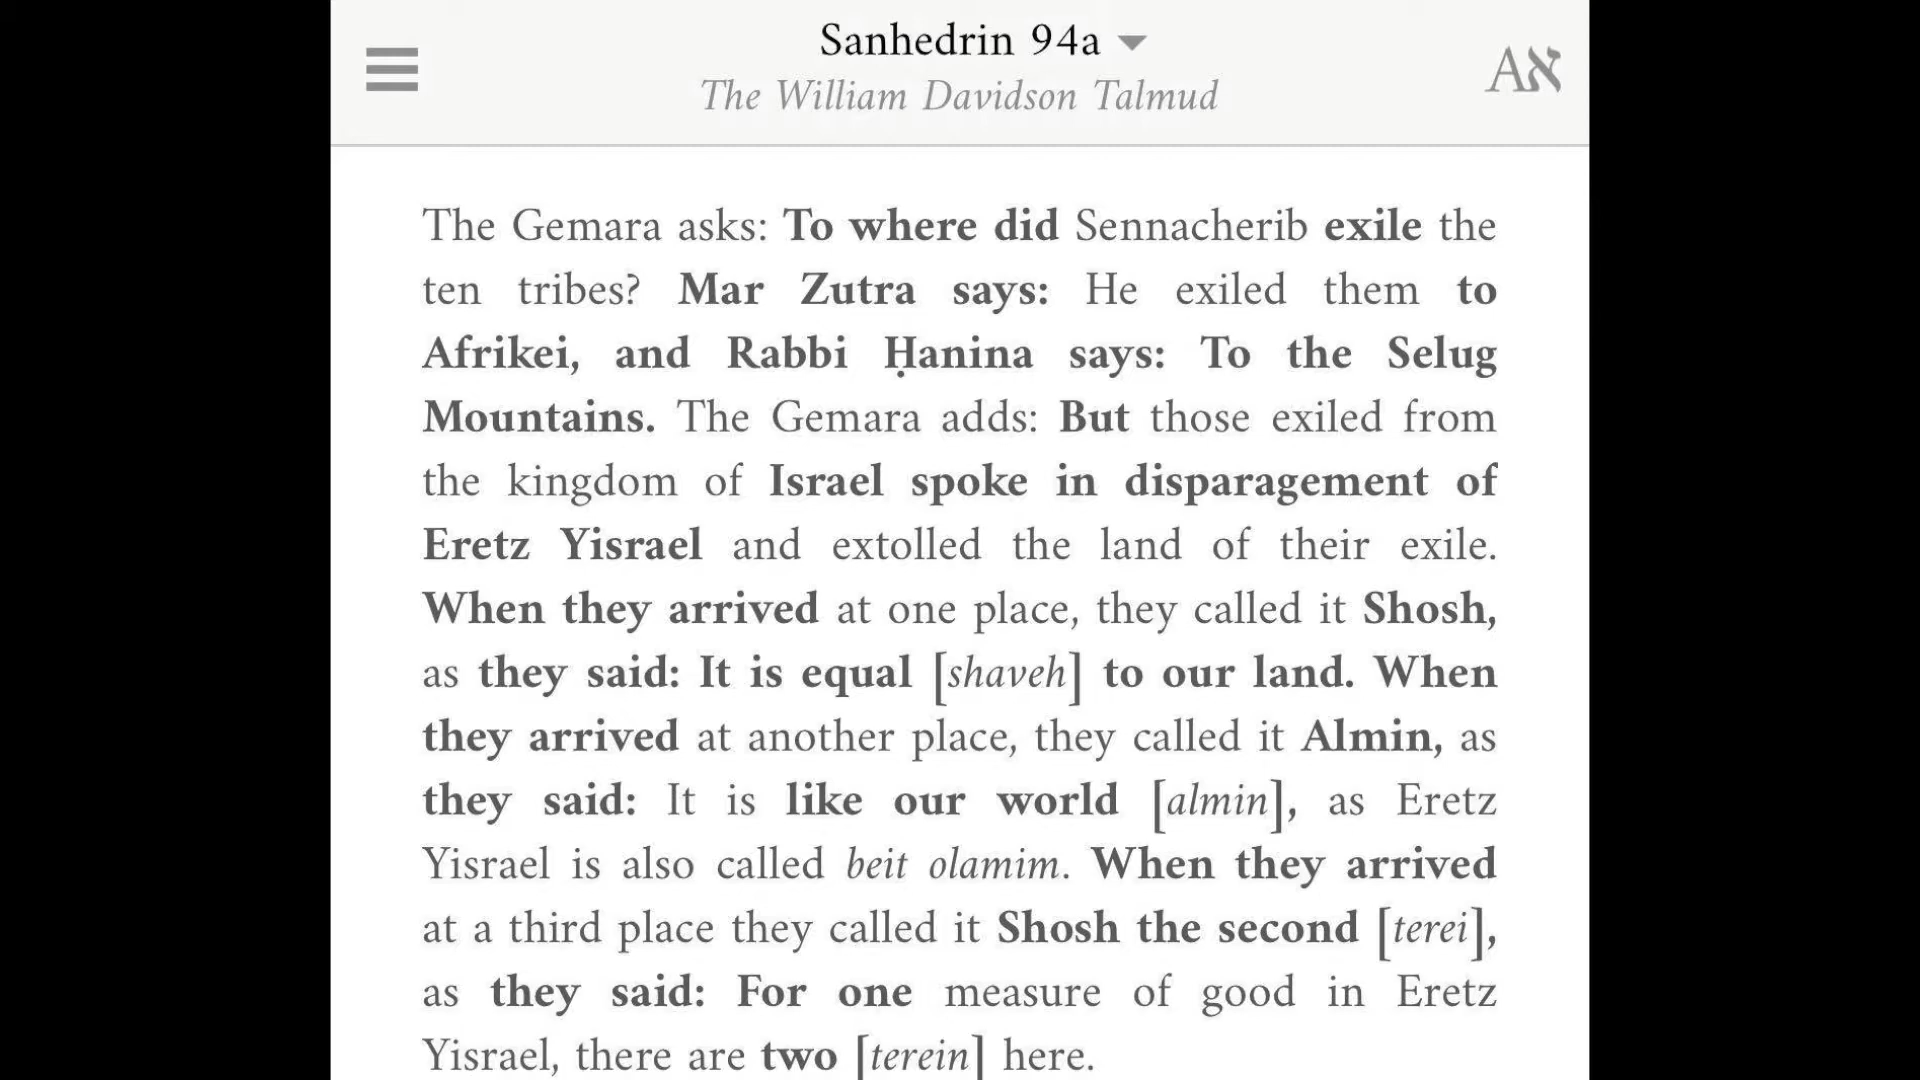 Sanhedrin 94a
The William Davidson Talmud
Aא
The Gemara asks: To where did Sennacherib exile the
ten tribes? Mar Zutra says: He exiled them to
Afrikei, and Rabbi Ḥanina says: To the Selug
Mountains. The Gemara adds: But those exiled from
the kingdom of Israel spoke in disparagement of
Eretz Yisrael and extolled the land of their exile.
When they arrived at one place, they called it Shosh,
as they said: It is equal [shaveh] to our land. When
they arrived at another place, they called it Almin, as
they said: It is like our world [almin], as Eretz
Yisrael is also called beit olamim. When they arrived
at a third place they called it Shosh the second [terei],
as they said: For one measure of good in Eretz
Yisrael, there are two [terein] here.